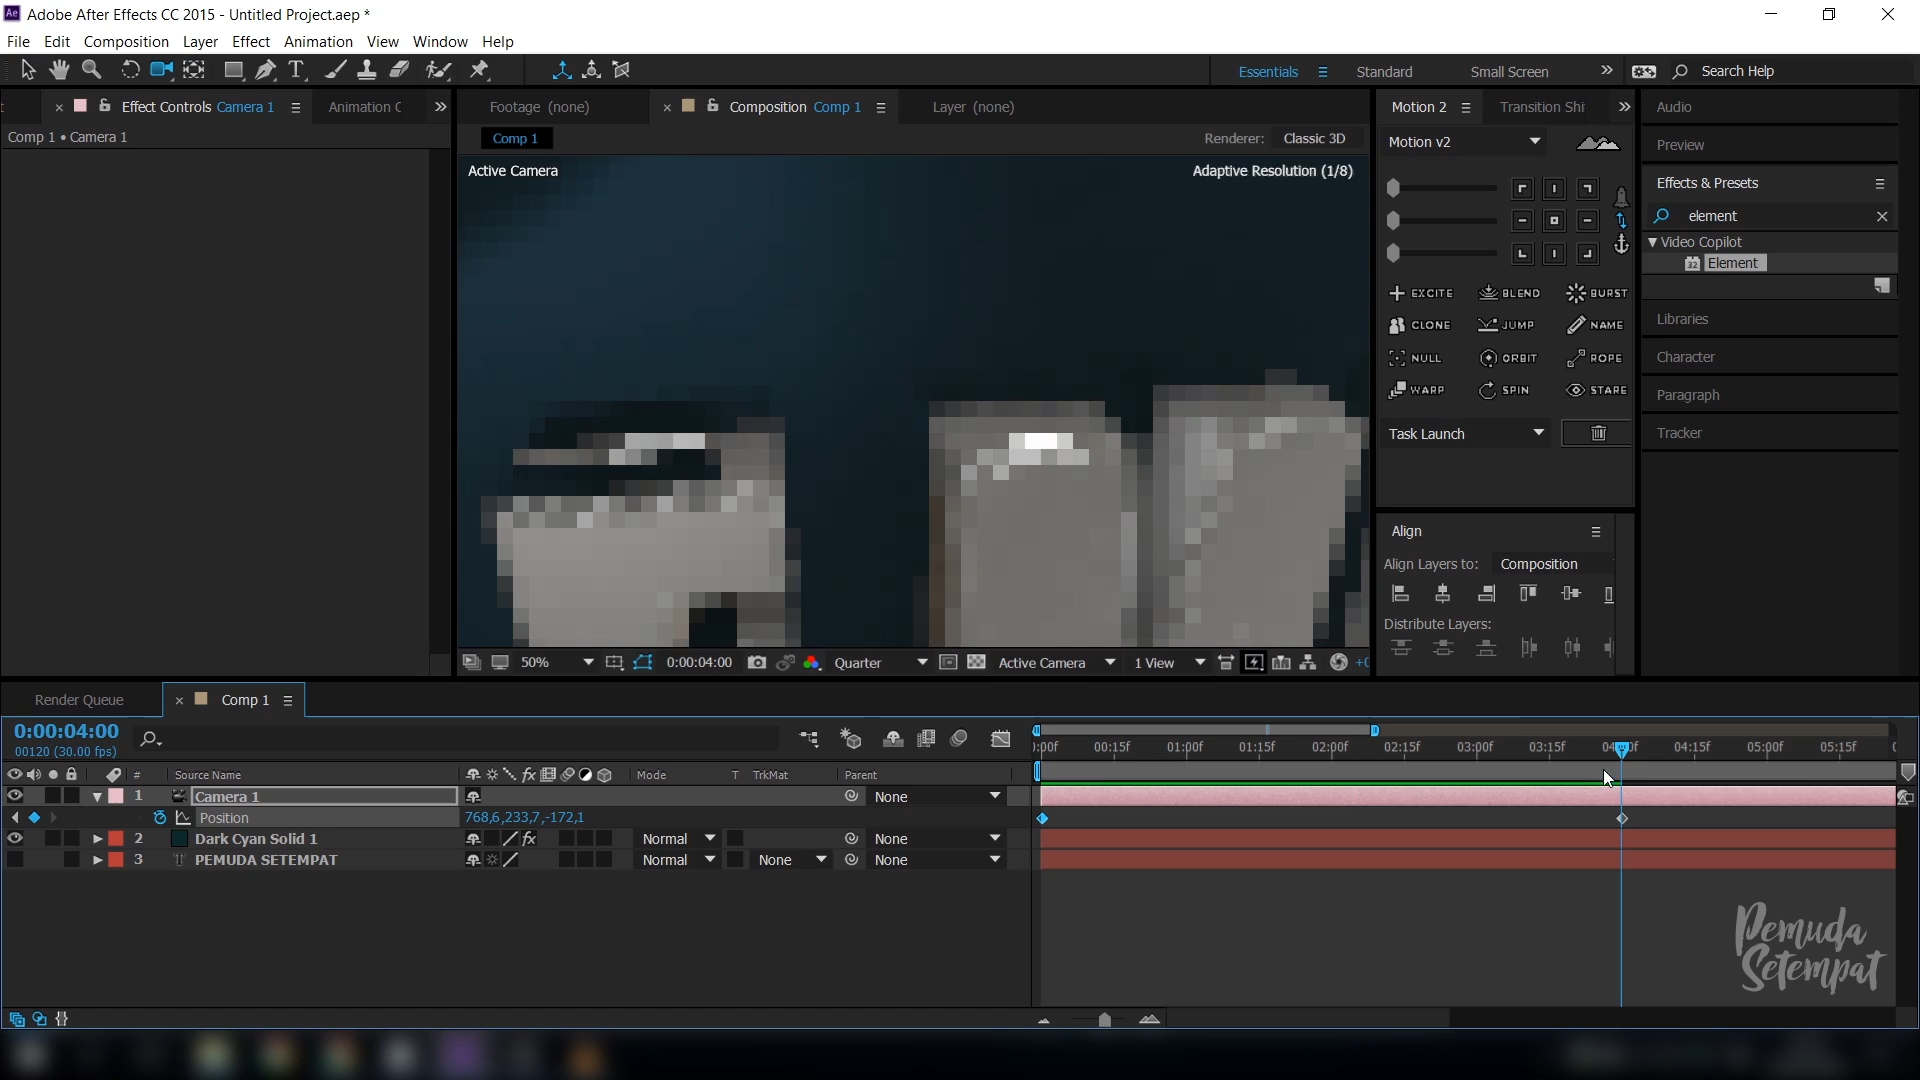 Ae Adobe After Effects CC 2015 - Untitled Project.aep *
File Edit Composition Layer Effect Animation View Window Help
Essentials Standard Small Screen Search Help
Effect Controls Camera 1 Animation C
Footage (none) Composition Comp 1 Layer (none)
Motion 2 Transition Shi
Audio
Comp 1 • Camera 1
Comp 1
Renderer: Classic 3D
Motion v2
Preview
Active Camera
Adaptive Resolution (1/8)
Effects & Presets
element
Video Copilot
32 Element
EXCITE BLEND BURST
CLONE JUMP NAME
NULL ORBIT ROPE
WARP SPIN STARE
Task Launch
Libraries
Character
Paragraph
Tracker
Align
Align Layers to: Composition
Distribute Layers:
50% 0:00:04:00 Quarter Active Camera 1 View +0
Render Queue Comp 1
0:00:04:00
00120 (30.00 fps)
):00f 00:15f 01:00f 01:15f 02:00f 02:15f 03:00f 03:15f 04:00f 04:15f 05:00f 05:15f
# Source Name fx Mode T TrkMat Parent
1 Camera 1 None
Position 768,6,233,7,-172,1
2 Dark Cyan Solid 1 fx Normal None
3 T PEMUDA SETEMPAT Normal None None
Pemuda
Setempat